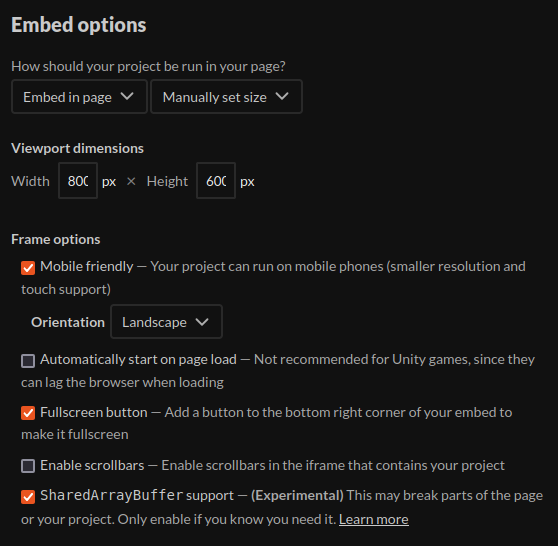 Embed options
How should your project be run in your page?
Embed in page Manually set size
Viewport dimensions
Width 800 px × Height 600 px
Frame options
Mobile friendly — Your project can run on mobile phones (smaller resolution and
touch support)
Orientation Landscape
Automatically start on page load — Not recommended for Unity games, since they
can lag the browser when loading
Fullscreen button — Add a button to the bottom right corner of your embed to
make it fullscreen
Enable scrollbars — Enable scrollbars in the iframe that contains your project
SharedArrayBuffer support — (Experimental) This may break parts of the page
or your project. Only enable if you know you need it. Learn more